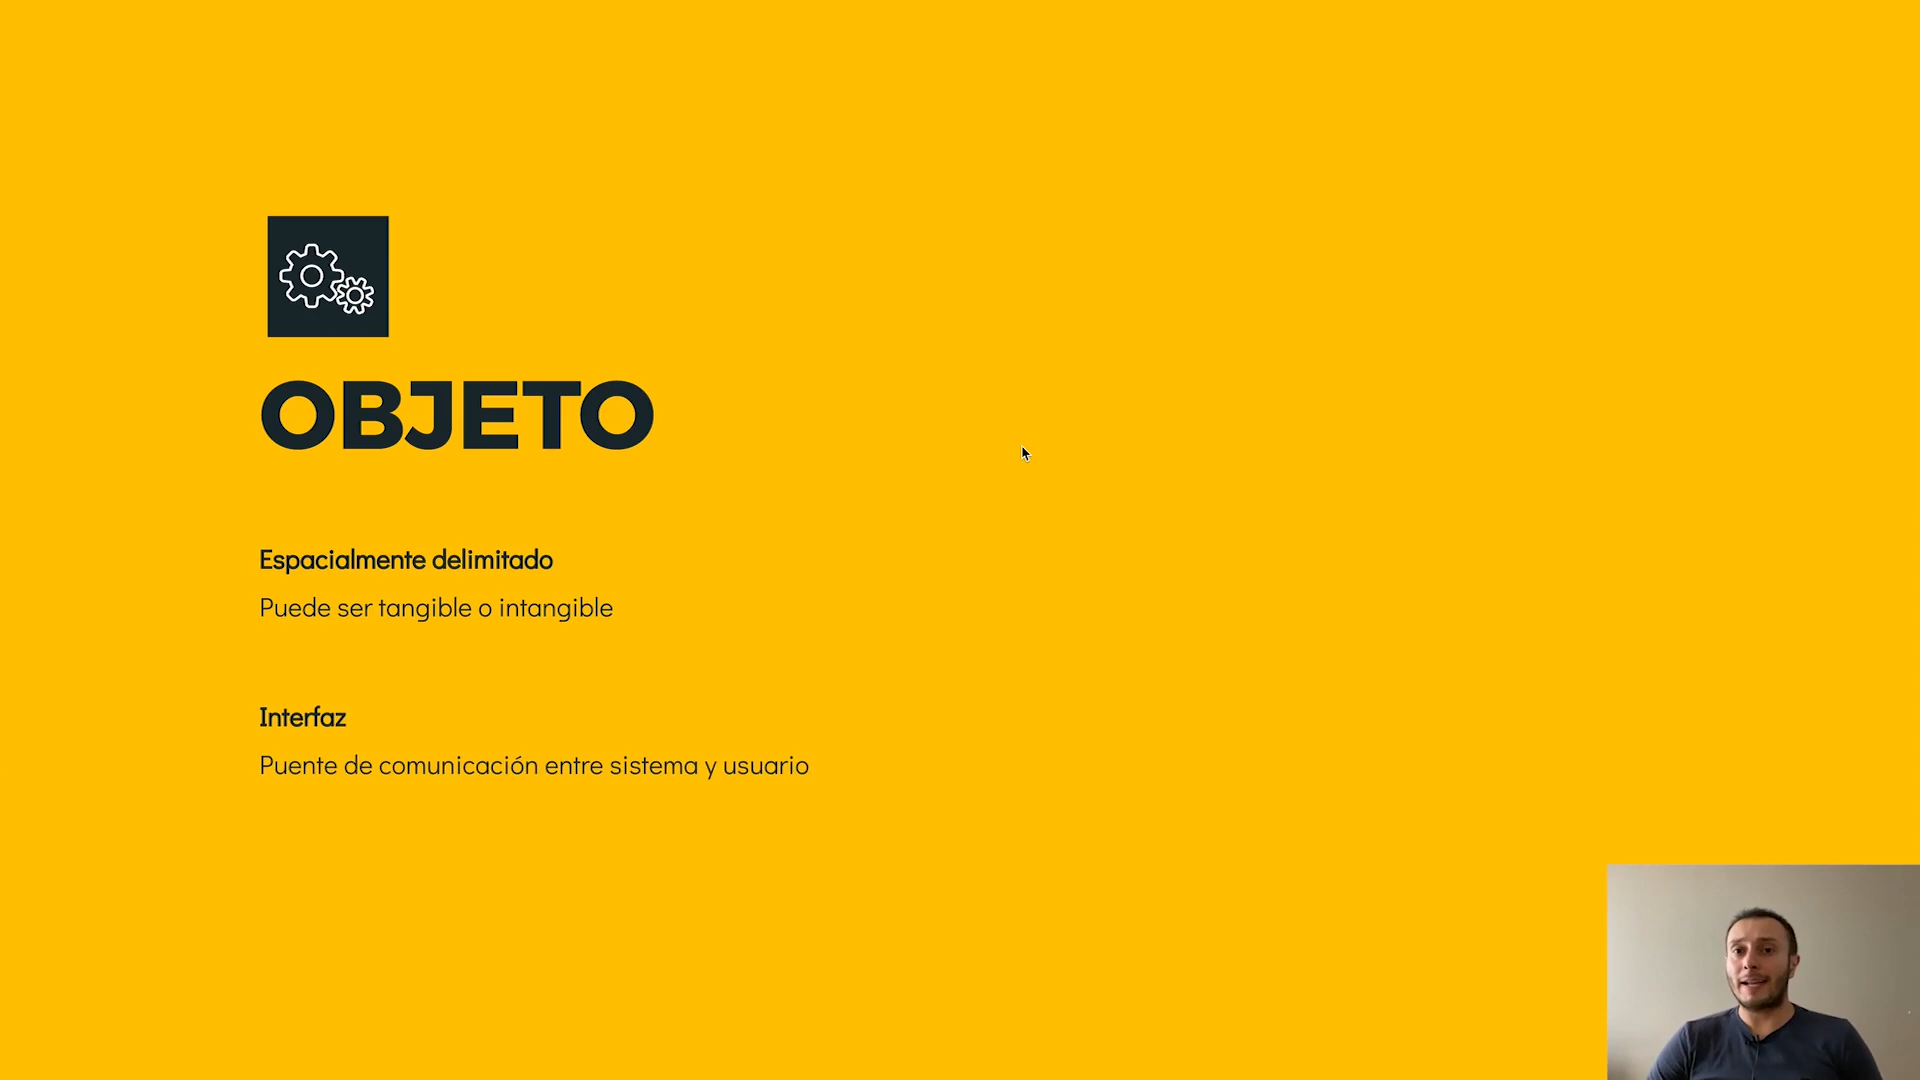 OBJETO
Espacialmente delimitado
Puede ser tangible o intangible
Interfaz
Puente de comunicación entre sistema y usuario